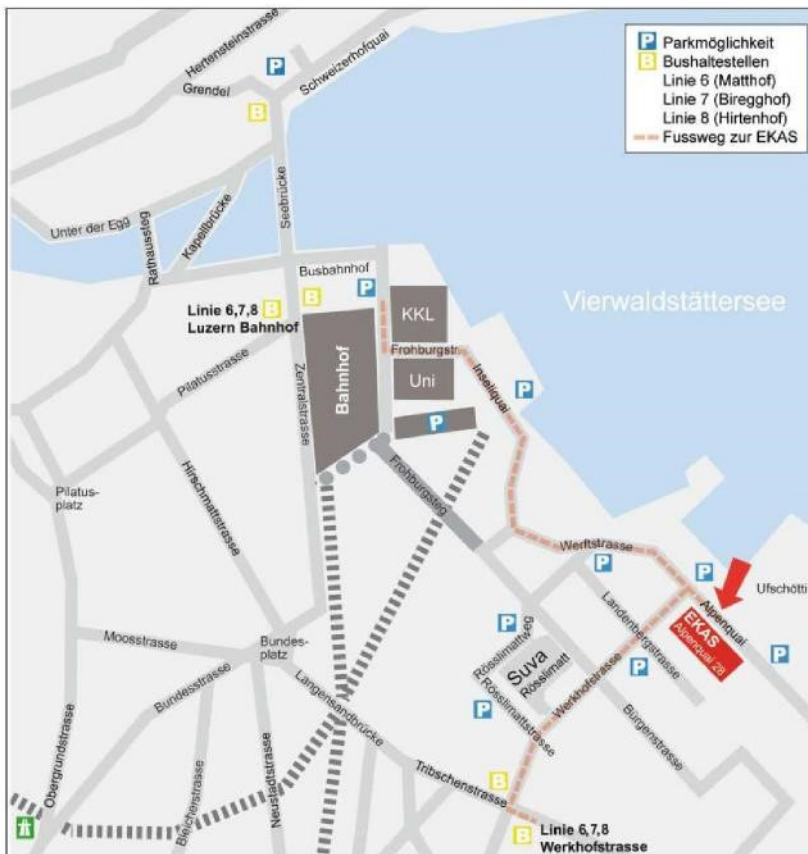 P Parkmöglichkeit
B Bushaltestellen
Linie 6 (Matthof)
Linie 7 (Biregghof)
Linie 8 (Hirtenhof)
Fussweg zur EKAS
Hertensteinstrasse
P
Schweizerhofquai
Grendel
B
Seebrücke
Kapellbrücke
Unter der Egg
Rathaussteg
Busbahnhof
Vierwaldstättersee
Linie 6,7,8
Luzern Bahnhof
B
B
P
KKL
Frohburgstr.
Uni
P
Inseliquai
P
Bahnhof
Zentralstrasse
Pilatusstrasse
Hirschmattstrasse
Pilatus-
platz
Frohburgsteg
Werftstrasse
P
P
Alpenquai
Ufschötti
EKAS
Alpenquai 28
P
P
Landenbergstrasse
P
Rösslimattweg
Suva
Rösslimatt
Rösslimattstrasse
P
Werkhofstrasse
Bürgenstrasse
Moosstrasse
Bundes-
platz
Bundesstrasse
Langensandbrücke
Tribschenstrasse
B
B
Linie 6,7,8
Werkhofstrasse
Obergrundstrasse
Bleicherstrasse
Neustadtstrasse